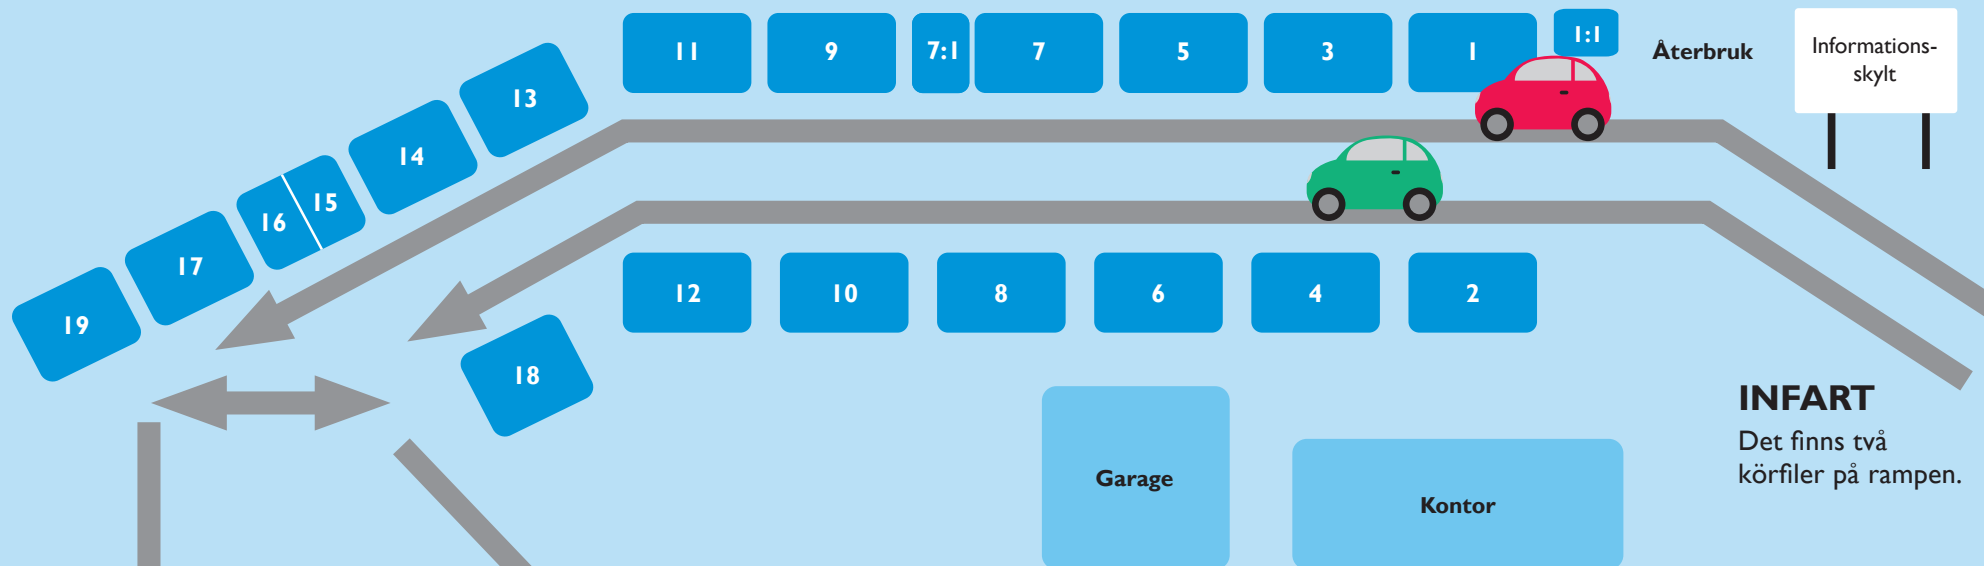 11
9
7:1
7
5
3
1
1:1
Återbruk
Informations-
skylt
13
14
15
16
17
19
12
10
8
6
4
2
18
Garage
Kontor
INFART
Det finns två
körfiler på rampen.